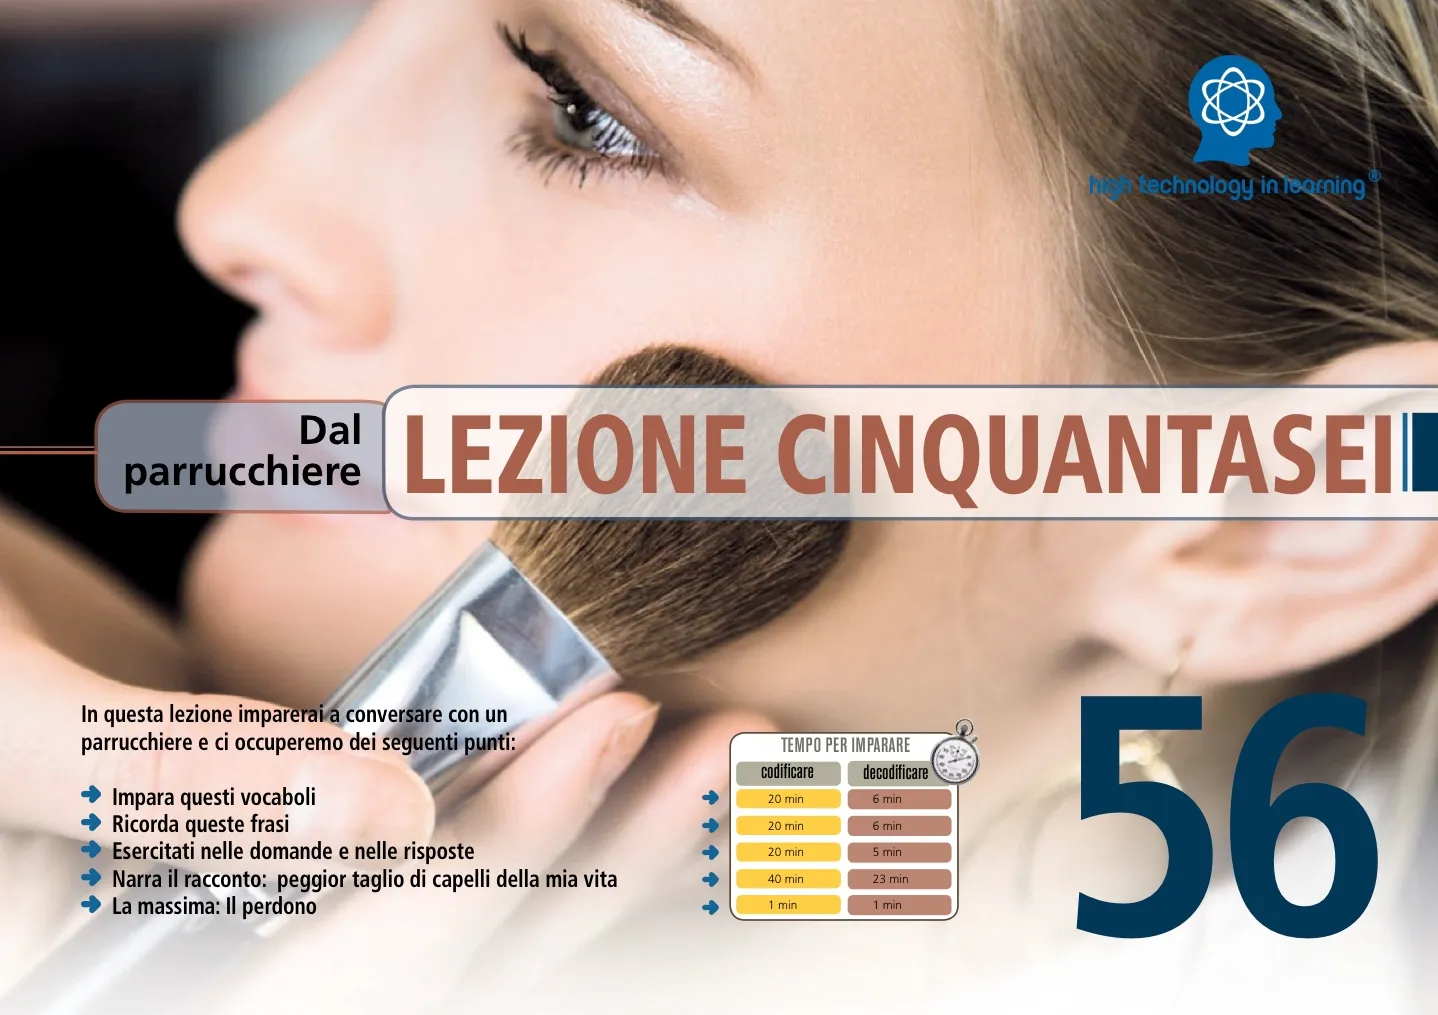 high technology in learning®
Dal
parrucchiere
LEZIONE CINQUANTASEI
In questa lezione imparerai a conversare con un
parrucchiere e ci occuperemo dei seguenti punti:
Impara questi vocaboli
Ricorda queste frasi
Esercitati nelle domande e nelle risposte
Narra il racconto: peggior taglio di capelli della mia vita
La massima: Il perdono
TEMPO PER IMPARARE
codificare decodificare
20 min 6 min
20 min 6 min
20 min 5 min
40 min 23 min
1 min 1 min
56